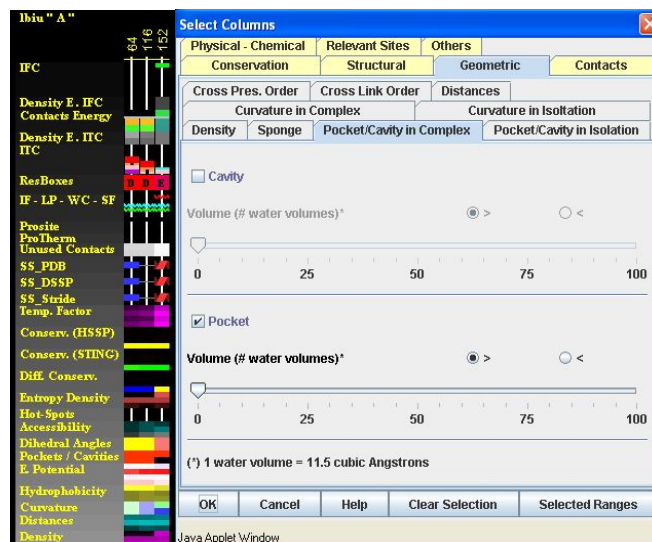 Ibiu " A "
64 116 152
IFC
Density E. IFC
Contacts Energy
Density E. ITC
ITC
ResBoxes
D D E
IF - LP - WC - SF
Prosite
ProTherm
Unused Contacts
SS_PDB
SS_DSSP
SS_Stride
Temp. Factor
Conserv. (HSSP)
Conserv. (STING)
Diff. Conserv.
Entropy Density
Hot-Spots
Accessibility
Dihedral Angles
Pockets / Cavities
E. Potential
Hydrophobicity
Curvature
Distances
Density
Select Columns
Physical - Chemical Relevant Sites Others
Conservation Structural Geometric Contacts
Cross Pres. Order Cross Link Order Distances
Curvature in Complex Curvature in Isoltation
Density Sponge Pocket/Cavity in Complex Pocket/Cavity in Isolation
Cavity
Volume (# water volumes)* > <
0 25 50 75 100
Pocket
Volume (# water volumes)* > <
0 25 50 75 100
(*) 1 water volume = 11.5 cubic Angstrons
OK Cancel Help Clear Selection Selected Ranges
Java Applet Window